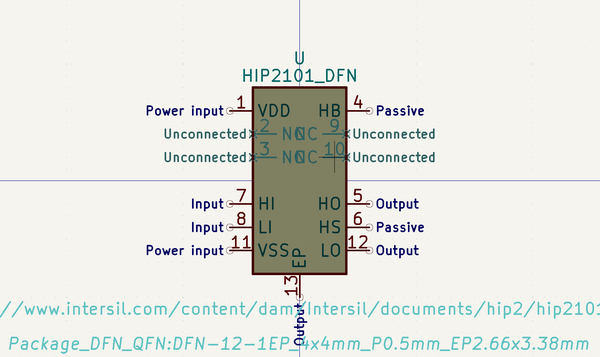 U
HIP2101_DFN
Power input 1 VDD HB 4 Passive
Unconnected 2 NC NC 9 Unconnected
Unconnected 3 NC NC 10 Unconnected
Input 7 HI HO 5 Output
Input 8 LI HS 6 Passive
Power input 11 VSS LO 12 Output
EP
13
Output
//www.intersil.com/content/dam/Intersil/documents/hip2/hip2101
Package_DFN_QFN:DFN-12-1EP_4x4mm_P0.5mm_EP2.66x3.38mm